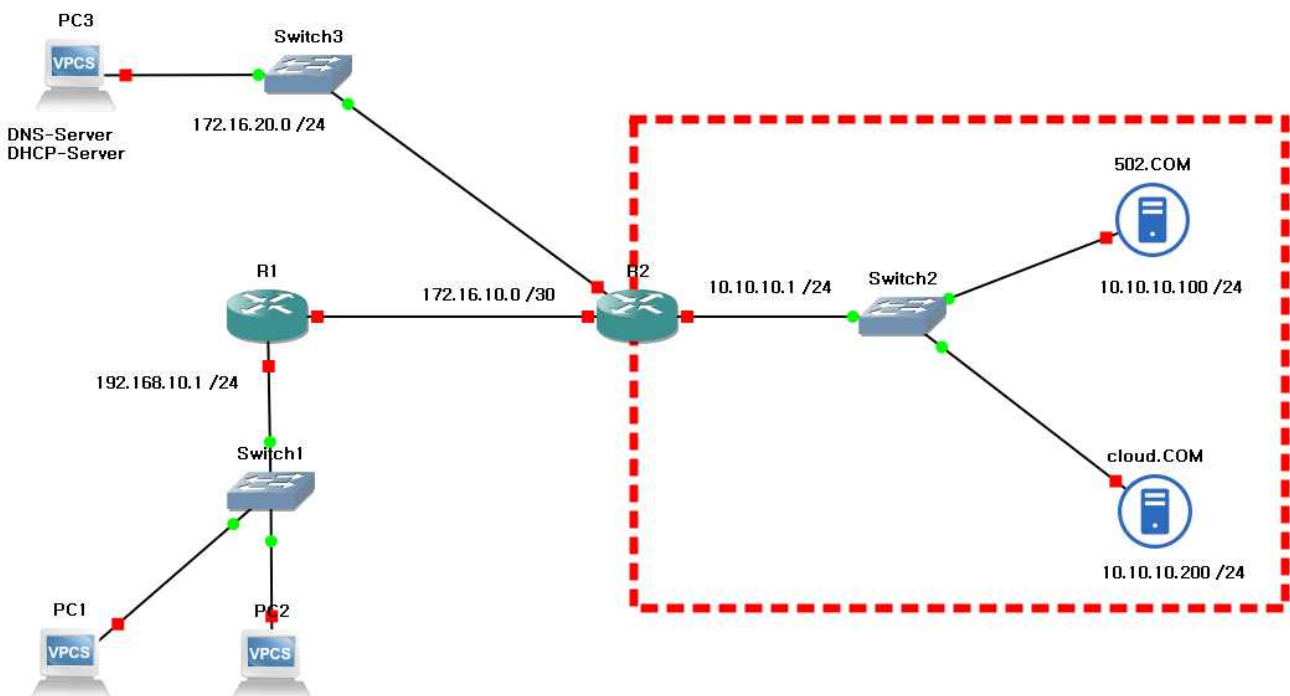 PC3
Switch3
VPCS
172.16.20.0 /24
DNS-Server
DHCP-Server
502.COM
R1
R2
Switch2
172.16.10.0 /30
10.10.10.1 /24
10.10.10.100 /24
192.168.10.1 /24
Switch1
cloud.COM
10.10.10.200 /24
PC1
PC2
VPCS
VPCS